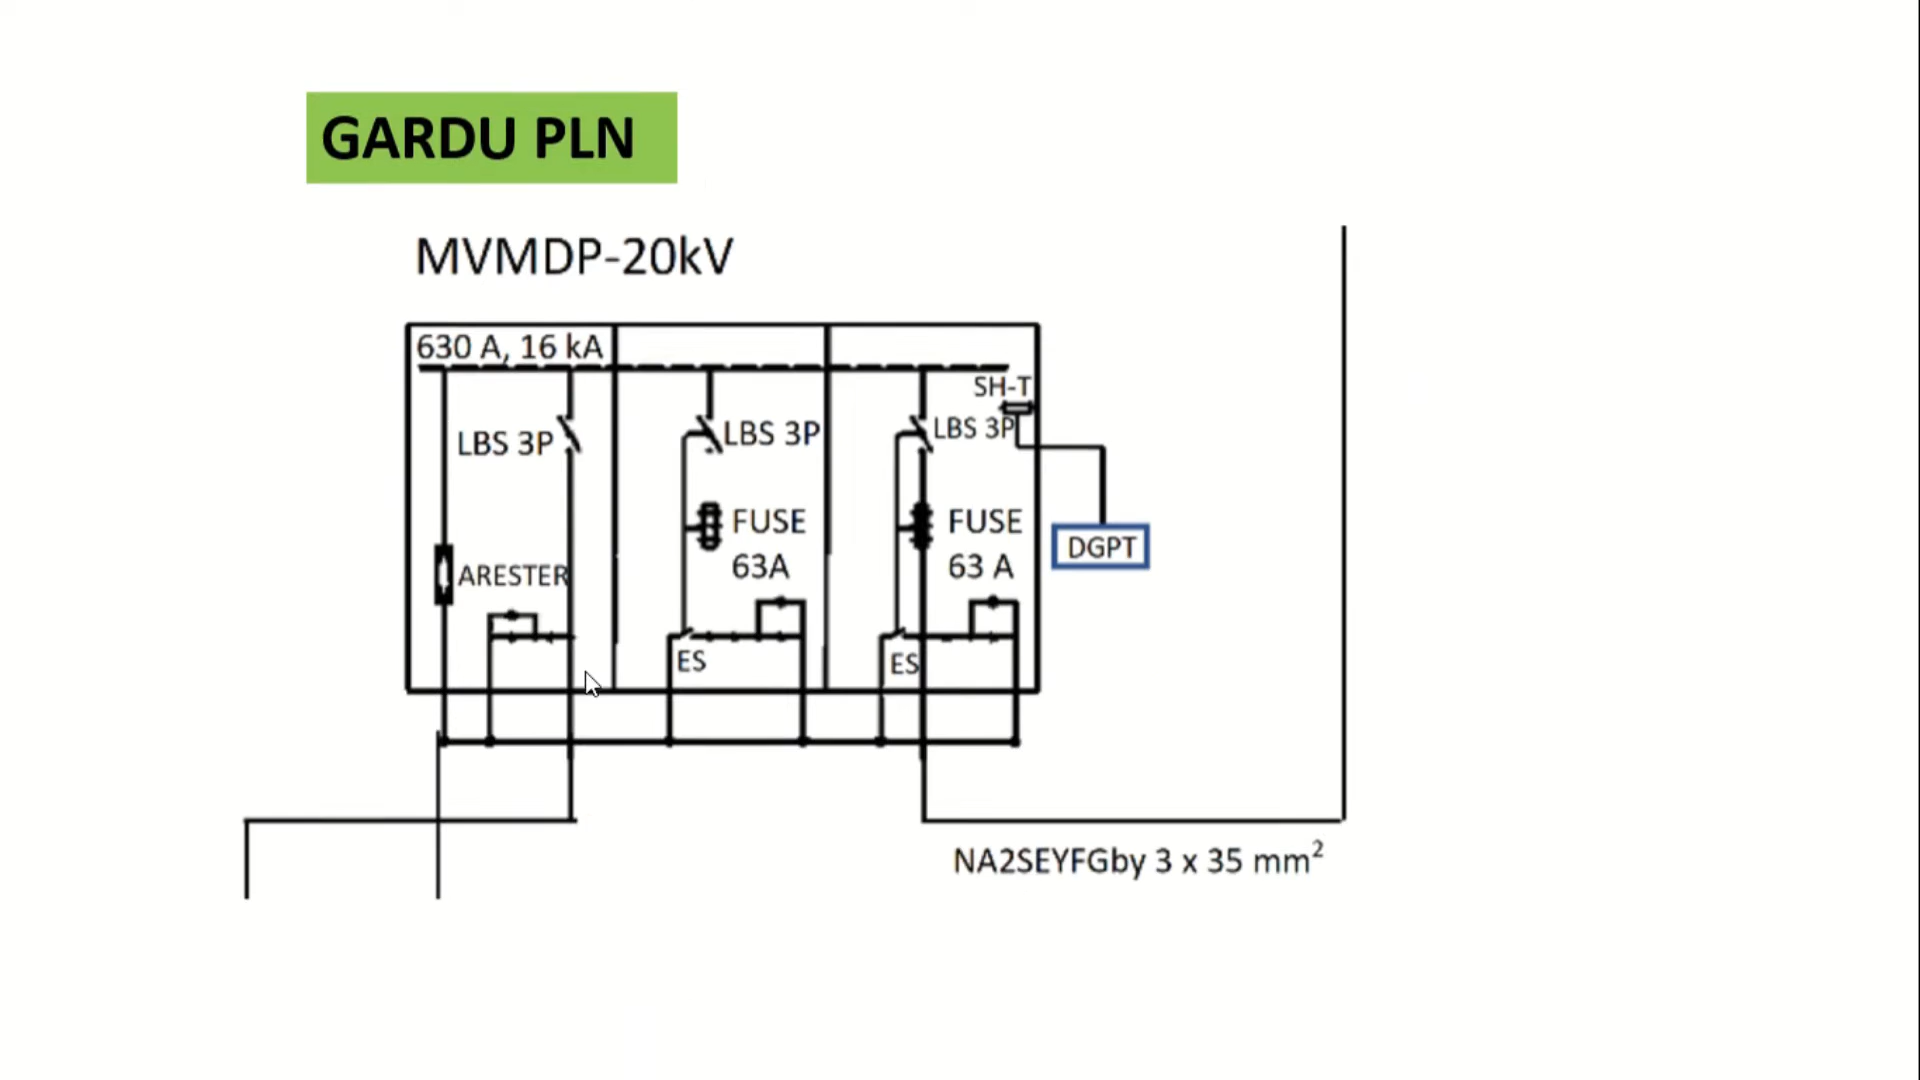 GARDU PLN
MVMDP-20kV
630 A, 16 kA
SH-T
LBS 3P
LBS 3P
LBS 3P
FUSE
63A
FUSE
63 A
DGPT
ARESTER
ES
ES
NA2SEYFGby 3 x 35 mm²